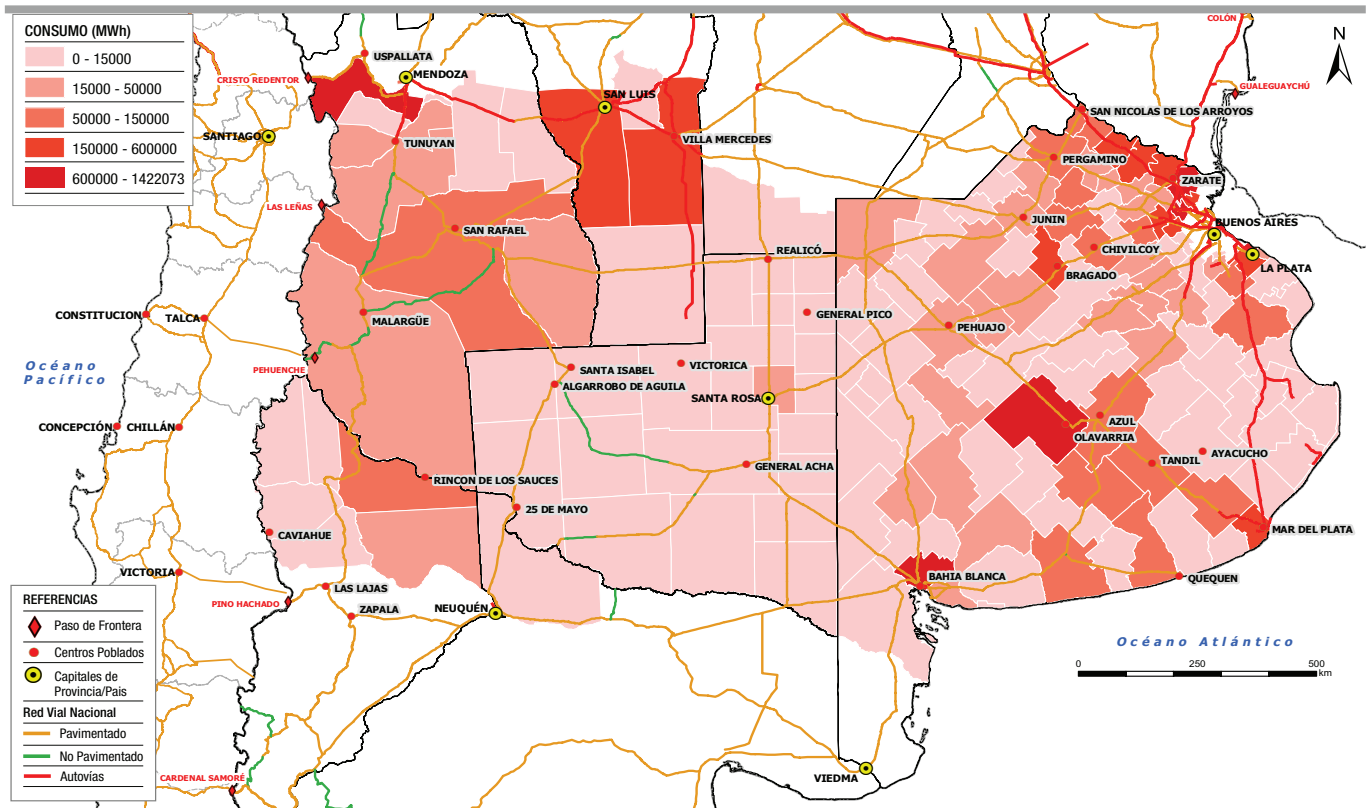 CONSUMO (MWh)
0 - 15000
15000 - 50000
50000 - 150000
150000 - 600000
600000 - 1422073
COLÓN
N
USPALLATA
MENDOZA
CRISTO REDENTOR
GUALEGUAYCHÚ
SAN LUIS
SAN NICOLAS DE LOS ARROYOS
SANTIAGO
TUNUYAN
VILLA MERCEDES
PERGAMINO
ZARATE
LAS LEÑAS
SAN RAFAEL
JUNIN
BUENOS AIRES
REALICÓ
CHIVILCOY
BRAGADO
LA PLATA
CONSTITUCION
TALCA
MALARGÜE
GENERAL PICO
PEHUAJO
Océano
Pacífico
PEHUENCHE
SANTA ISABEL
VICTORICA
ALGARROBO DE AGUILA
SANTA ROSA
CONCEPCIÓN
CHILLÁN
AZUL
OLAVARRIA
AYACUCHO
TANDIL
GENERAL ACHA
RINCON DE LOS SAUCES
25 DE MAYO
MAR DEL PLATA
CAVIAHUE
VICTORIA
BAHIA BLANCA
QUEQUEN
LAS LAJAS
PINO HACHADO
ZAPALA
NEUQUÉN
REFERENCIAS
Paso de Frontera
Centros Poblados
Capitales de
Provincia/Pais
Red Vial Nacional
Pavimentado
No Pavimentado
Autovías
Océano Atlántico
0 250 500
km
CARDENAL SAMORÉ
VIEDMA